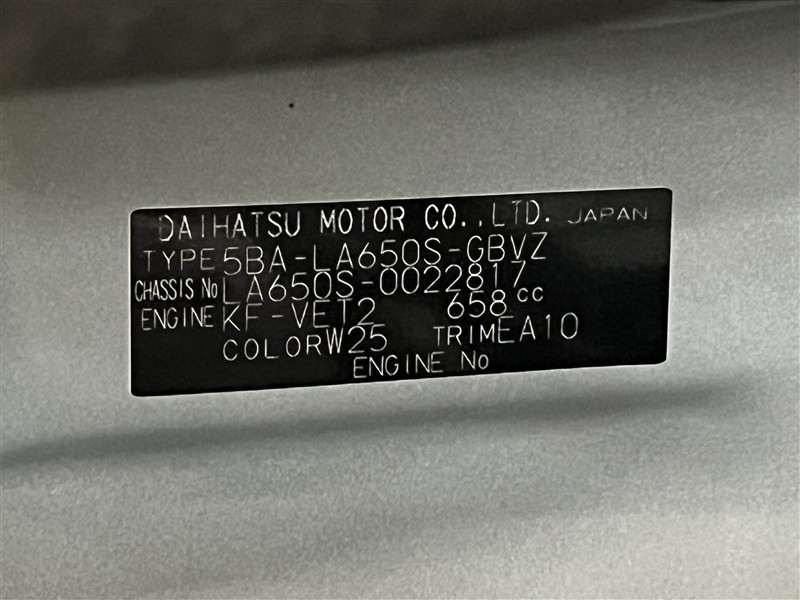 DAIHATSU MOTOR CO.,LTD. JAPAN
TYPE 5BA-LA650S-GBVZ
CHASSIS No LA650S-0022817
ENGINE KF-VET2 658cc
COLOR W25 TRIM EA10
ENGINE No